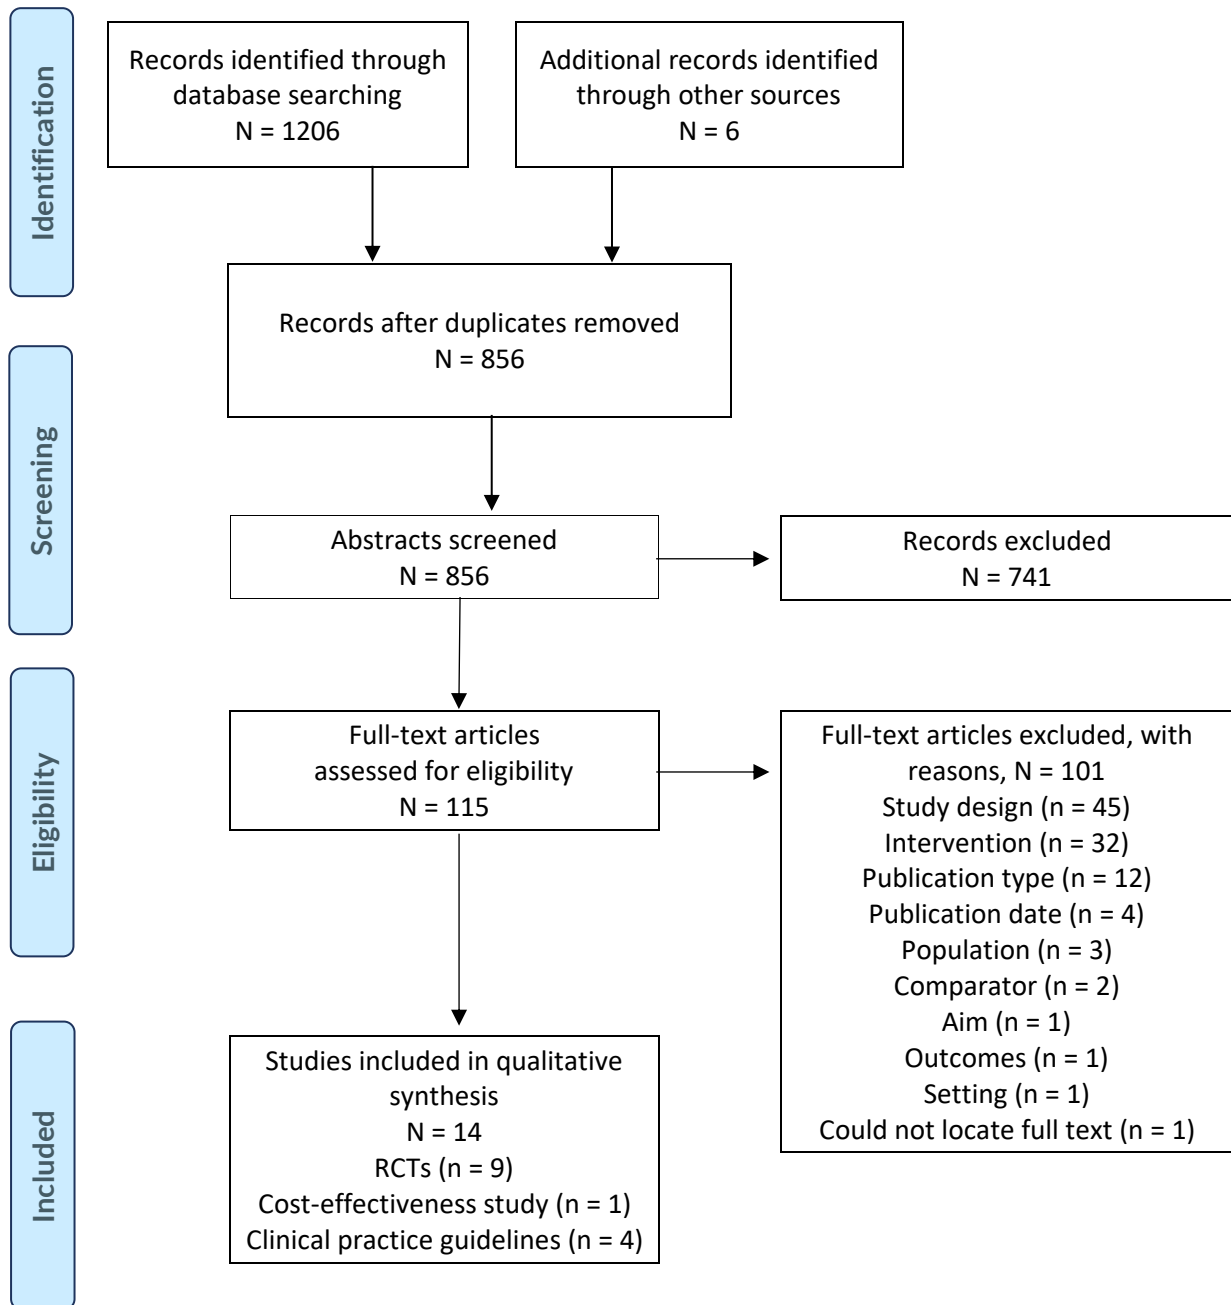 Identification
Records identified through
database searching
N = 1206
Additional records identified
through other sources
N = 6
Records after duplicates removed
N = 856
Screening
Abstracts screened
N = 856
Records excluded
N = 741
Eligibility
Full-text articles
assessed for eligibility
N = 115
Full-text articles excluded, with
reasons, N = 101
Study design (n = 45)
Intervention (n = 32)
Publication type (n = 12)
Publication date (n = 4)
Population (n = 3)
Comparator (n = 2)
Aim (n = 1)
Outcomes (n = 1)
Setting (n = 1)
Could not locate full text (n = 1)
Included
Studies included in qualitative
synthesis
N = 14
RCTs (n = 9)
Cost-effectiveness study (n = 1)
Clinical practice guidelines (n = 4)